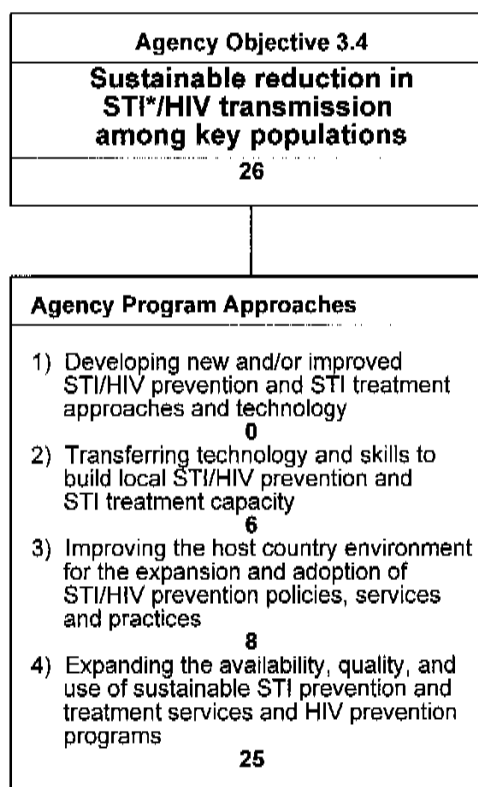 Agency Objective 3.4
Sustainable reduction in
STI*/HIV transmission
among key populations
26
Agency Program Approaches
1) Developing new and/or improved
STI/HIV prevention and STI treatment
approaches and technology
0
2) Transferring technology and skills to
build local STI/HIV prevention and
STI treatment capacity
6
3) Improving the host country environment
for the expansion and adoption of
STI/HIV prevention policies, services
and practices
8
4) Expanding the availability, quality, and
use of sustainable STI prevention and
treatment services and HIV prevention
programs
25